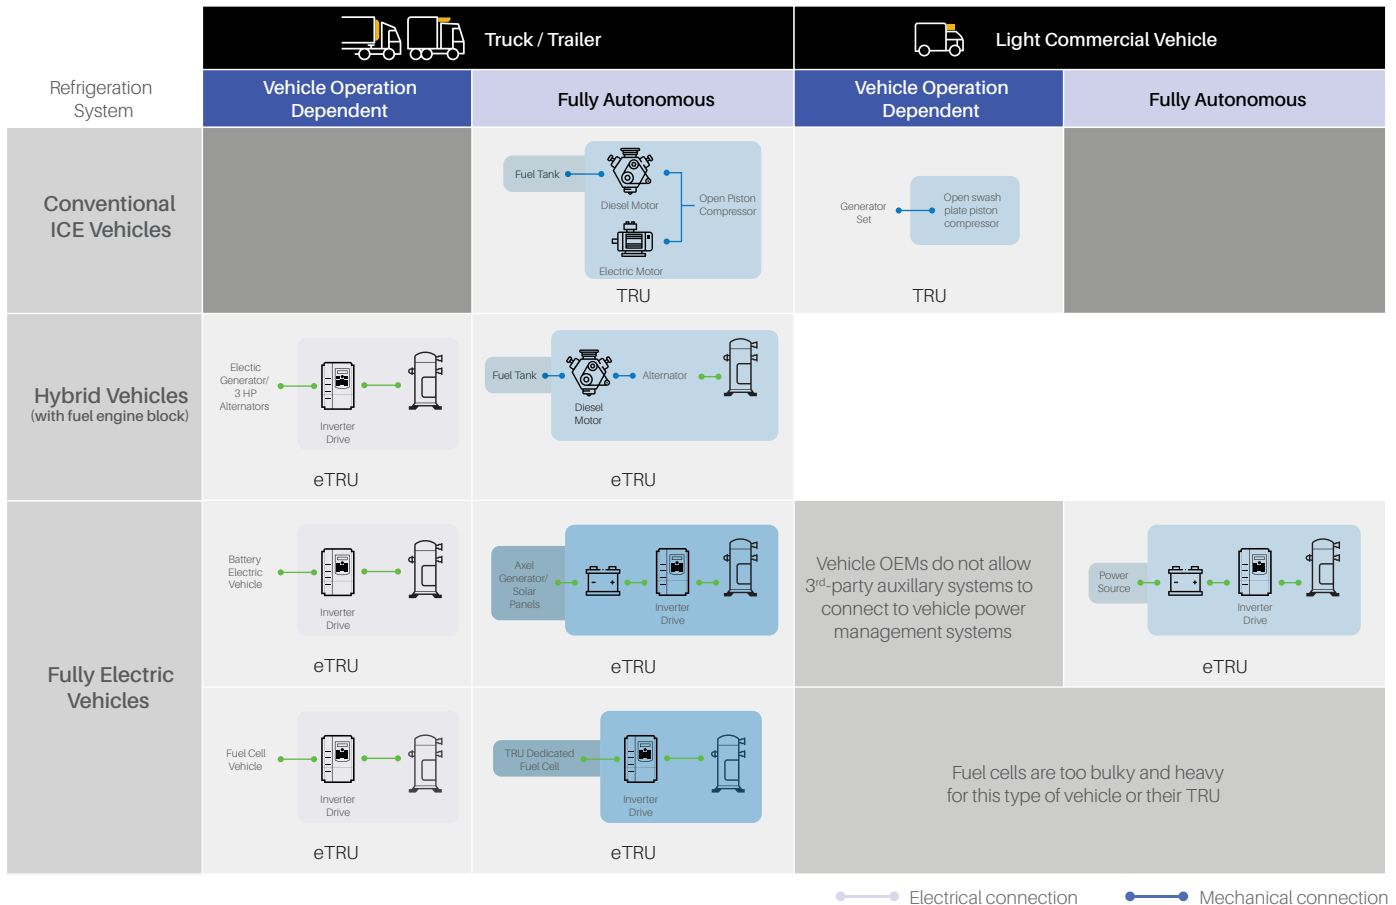 Truck / Trailer
Light Commercial Vehicle
Refrigeration
System
Vehicle Operation
Dependent
Fully Autonomous
Vehicle Operation
Dependent
Fully Autonomous
Conventional
ICE Vehicles
Fuel Tank
Diesel Motor
Electric Motor
Open Piston
Compressor
TRU
Generator
Set
Open swash
plate piston
compressor
TRU
Hybrid Vehicles
(with fuel engine block)
Electic
Generator/
3 HP
Alternators
Inverter
Drive
eTRU
Fuel Tank
Diesel
Motor
Alternator
eTRU
Fully Electric
Vehicles
Battery
Electric
Vehicle
Inverter
Drive
eTRU
Axel
Generator/
Solar
Panels
Inverter
Drive
eTRU
Vehicle OEMs do not allow
3rd-party auxillary systems to
connect to vehicle power
management systems
Power
Source
Inverter
Drive
eTRU
Fuel Cell
Vehicle
Inverter
Drive
eTRU
TRU Dedicated
Fuel Cell
Inverter
Drive
eTRU
Fuel cells are too bulky and heavy
for this type of vehicle or their TRU
Electrical connection
Mechanical connection